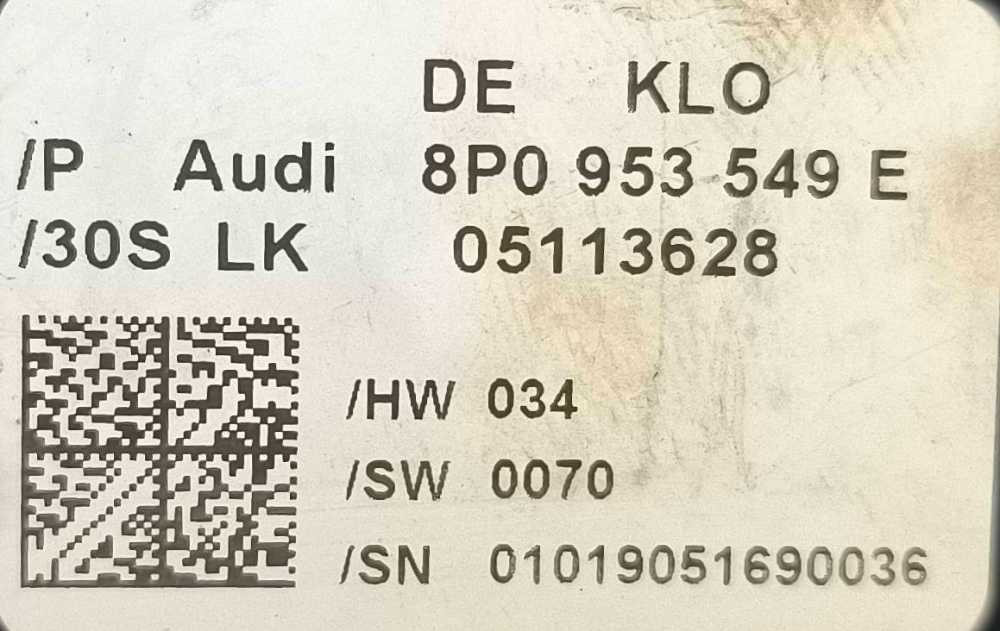 DE KLO
/P Audi 8P0 953 549 E
/30S LK 05113628
/HW 034
/SW 0070
/SN 01019051690036